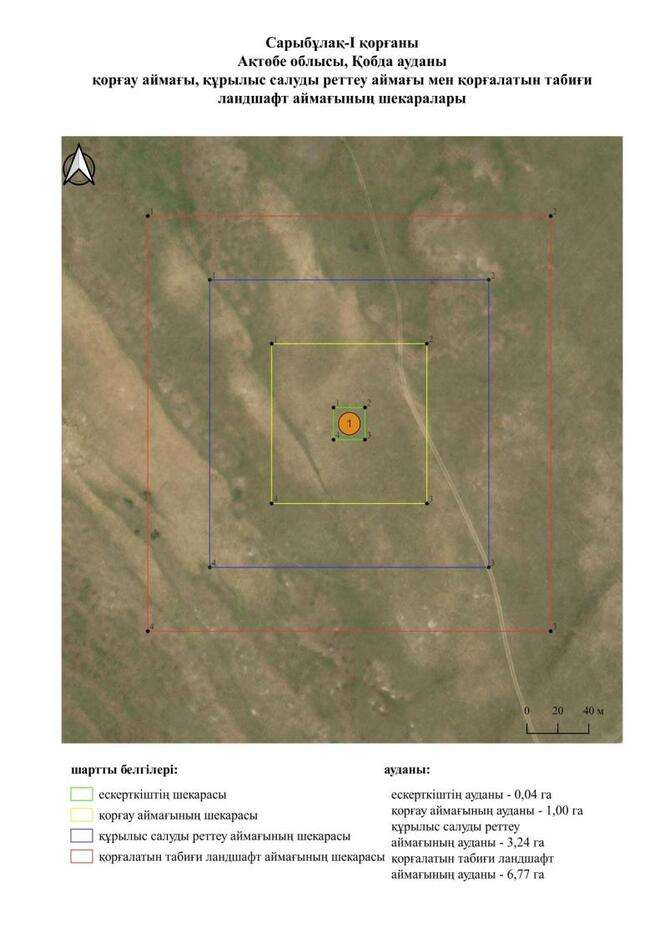 Сарыбұлақ-I қорғаны
Ақтөбе облысы, Қобда ауданы
қорғау аймағы, құрылыс салуды реттеу аймағы мен қорғалатын табиғи
ландшафт аймағының шекаралары
1 2
1 2
1 2
1 2
1
4 3
4 3
4 3
4 3
0 20 40 м
шартты белгілері:
ескерткіштің шекарасы
қорғау аймағының шекарасы
құрылыс салуды реттеу аймағының шекарасы
қорғалатын табиғи ландшафт аймағының шекарасы
ауданы:
ескерткіштің ауданы - 0,04 га
қорғау аймағының ауданы - 1,00 га
құрылыс салуды реттеу
аймағының ауданы - 3,24 га
қорғалатын табиғи ландшафт
аймағының ауданы - 6,77 га